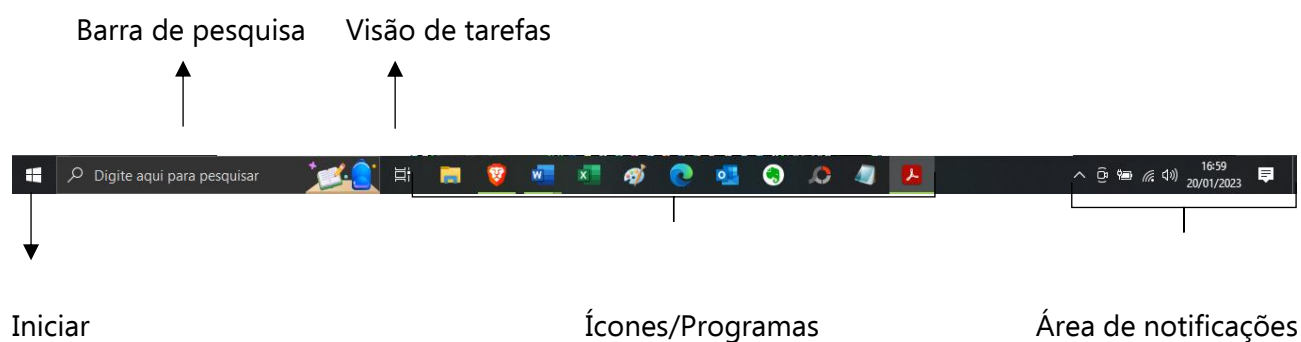 Barra de pesquisa Visão de tarefas
Digite aqui para pesquisar
16:59
20/01/2023
Iniciar Ícones/Programas Área de notificações